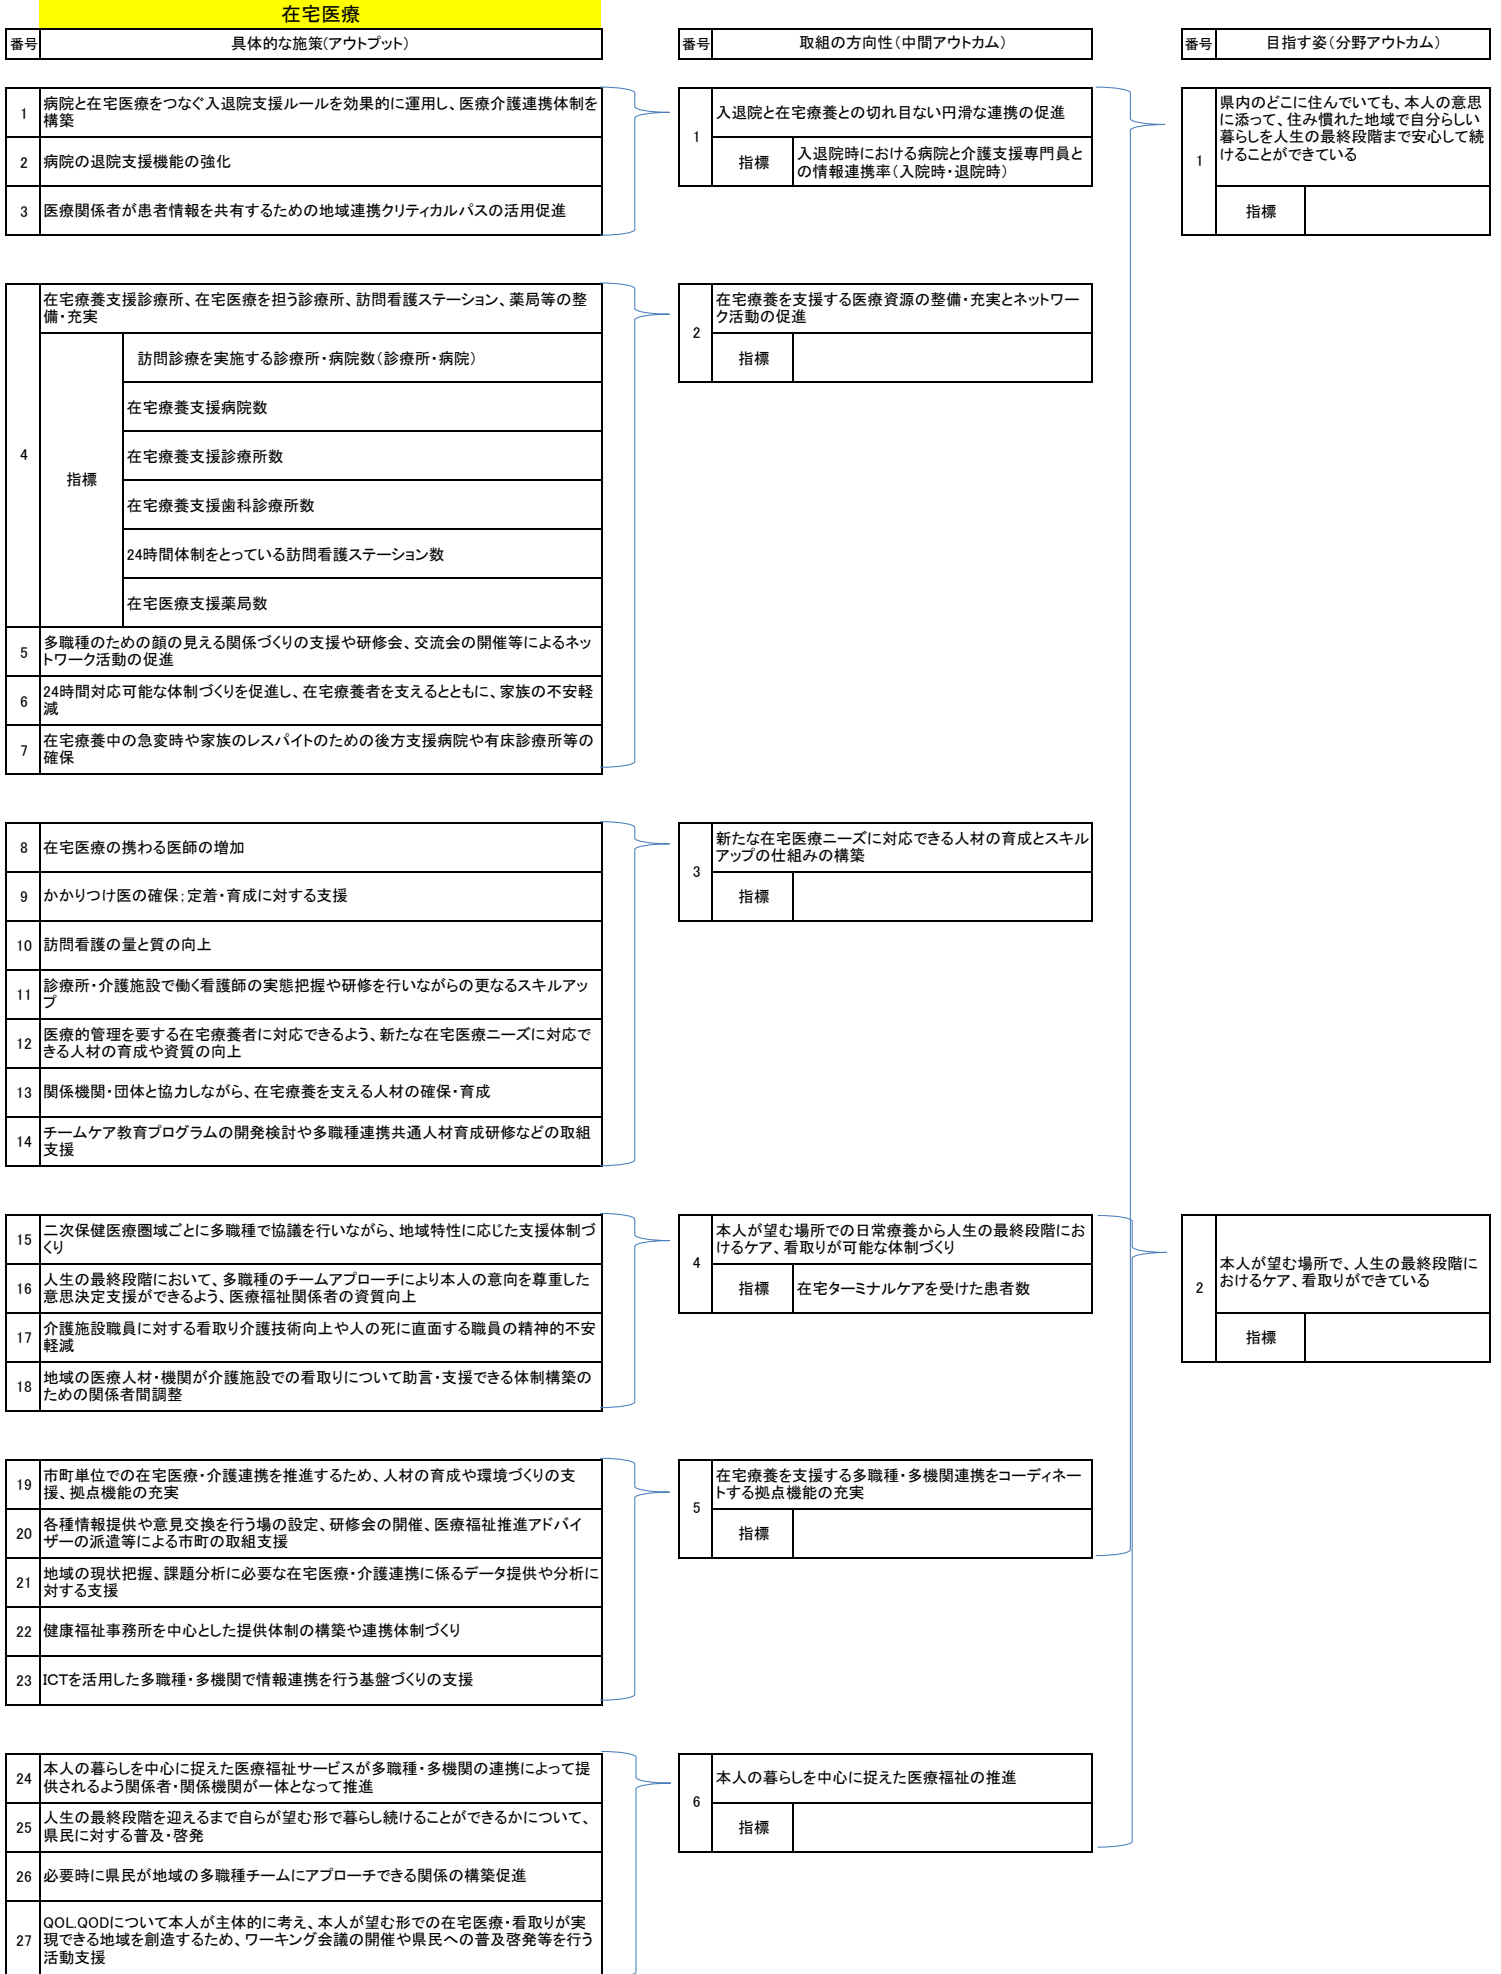 在宅医療
番号
具体的な施策(アウトプット)
番号
取組の方向性(中間アウトカム)
番号
目指す姿(分野アウトカム)
1
病院と在宅医療をつなぐ入退院支援ルールを効果的に運用し、医療介護連携体制を
構築
2
病院の退院支援機能の強化
3
医療関係者が患者情報を共有するための地域連携クリティカルパスの活用促進
1
入退院と在宅療養との切れ目ない円滑な連携の促進
指標
入退院時における病院と介護支援専門員と
の情報連携率(入院時・退院時)
1
県内のどこに住んでいても、本人の意思
に添って、住み慣れた地域で自分らしい
暮らしを人生の最終段階まで安心して続
けることができている
指標
4
在宅療養支援診療所、在宅医療を担う診療所、訪問看護ステーション、薬局等の整
備・充実
指標
訪問診療を実施する診療所・病院数(診療所・病院)
在宅療養支援病院数
在宅療養支援診療所数
在宅療養支援歯科診療所数
24時間体制をとっている訪問看護ステーション数
在宅医療支援薬局数
5
多職種のための顔の見える関係づくりの支援や研修会、交流会の開催等によるネッ
トワーク活動の促進
6
24時間対応可能な体制づくりを促進し、在宅療養者を支えるとともに、家族の不安軽
減
7
在宅療養中の急変時や家族のレスパイトのための後方支援病院や有床診療所等の
確保
2
在宅療養を支援する医療資源の整備・充実とネットワー
ク活動の促進
指標
8
在宅医療の携わる医師の増加
9
かかりつけ医の確保;定着・育成に対する支援
10
訪問看護の量と質の向上
11
診療所・介護施設で働く看護師の実態把握や研修を行いながらの更なるスキルアッ
プ
12
医療的管理を要する在宅療養者に対応できるよう、新たな在宅医療ニーズに対応で
きる人材の育成や資質の向上
13
関係機関・団体と協力しながら、在宅療養を支える人材の確保・育成
14
チームケア教育プログラムの開発検討や多職種連携共通人材育成研修などの取組
支援
3
新たな在宅医療ニーズに対応できる人材の育成とスキル
アップの仕組みの構築
指標
15
二次保健医療圏域ごとに多職種で協議を行いながら、地域特性に応じた支援体制づ
くり
16
人生の最終段階において、多職種のチームアプローチにより本人の意向を尊重した
意思決定支援ができるよう、医療福祉関係者の資質向上
17
介護施設職員に対する看取り介護技術向上や人の死に直面する職員の精神的不安
軽減
18
地域の医療人材・機関が介護施設での看取りについて助言・支援できる体制構築の
ための関係者間調整
4
本人が望む場所での日常療養から人生の最終段階にお
けるケア、看取りが可能な体制づくり
指標
在宅ターミナルケアを受けた患者数
2
本人が望む場所で、人生の最終段階に
おけるケア、看取りができている
指標
19
市町単位での在宅医療・介護連携を推進するため、人材の育成や環境づくりの支
援、拠点機能の充実
20
各種情報提供や意見交換を行う場の設定、研修会の開催、医療福祉推進アドバイ
ザーの派遣等による市町の取組支援
21
地域の現状把握、課題分析に必要な在宅医療・介護連携に係るデータ提供や分析に
対する支援
22
健康福祉事務所を中心とした提供体制の構築や連携体制づくり
23
ICTを活用した多職種・多機関で情報連携を行う基盤づくりの支援
5
在宅療養を支援する多職種・多機関連携をコーディネー
トする拠点機能の充実
指標
24
本人の暮らしを中心に捉えた医療福祉サービスが多職種・多機関の連携によって提
供されるよう関係者・関係機関が一体となって推進
25
人生の最終段階を迎えるまで自らが望む形で暮らし続けることができるかについて、
県民に対する普及・啓発
26
必要時に県民が地域の多職種チームにアプローチできる関係の構築促進
27
QOL.QODについて本人が主体的に考え、本人が望む形での在宅医療・看取りが実
現できる地域を創造するため、ワーキング会議の開催や県民への普及啓発等を行う
活動支援
6
本人の暮らしを中心に捉えた医療福祉の推進
指標